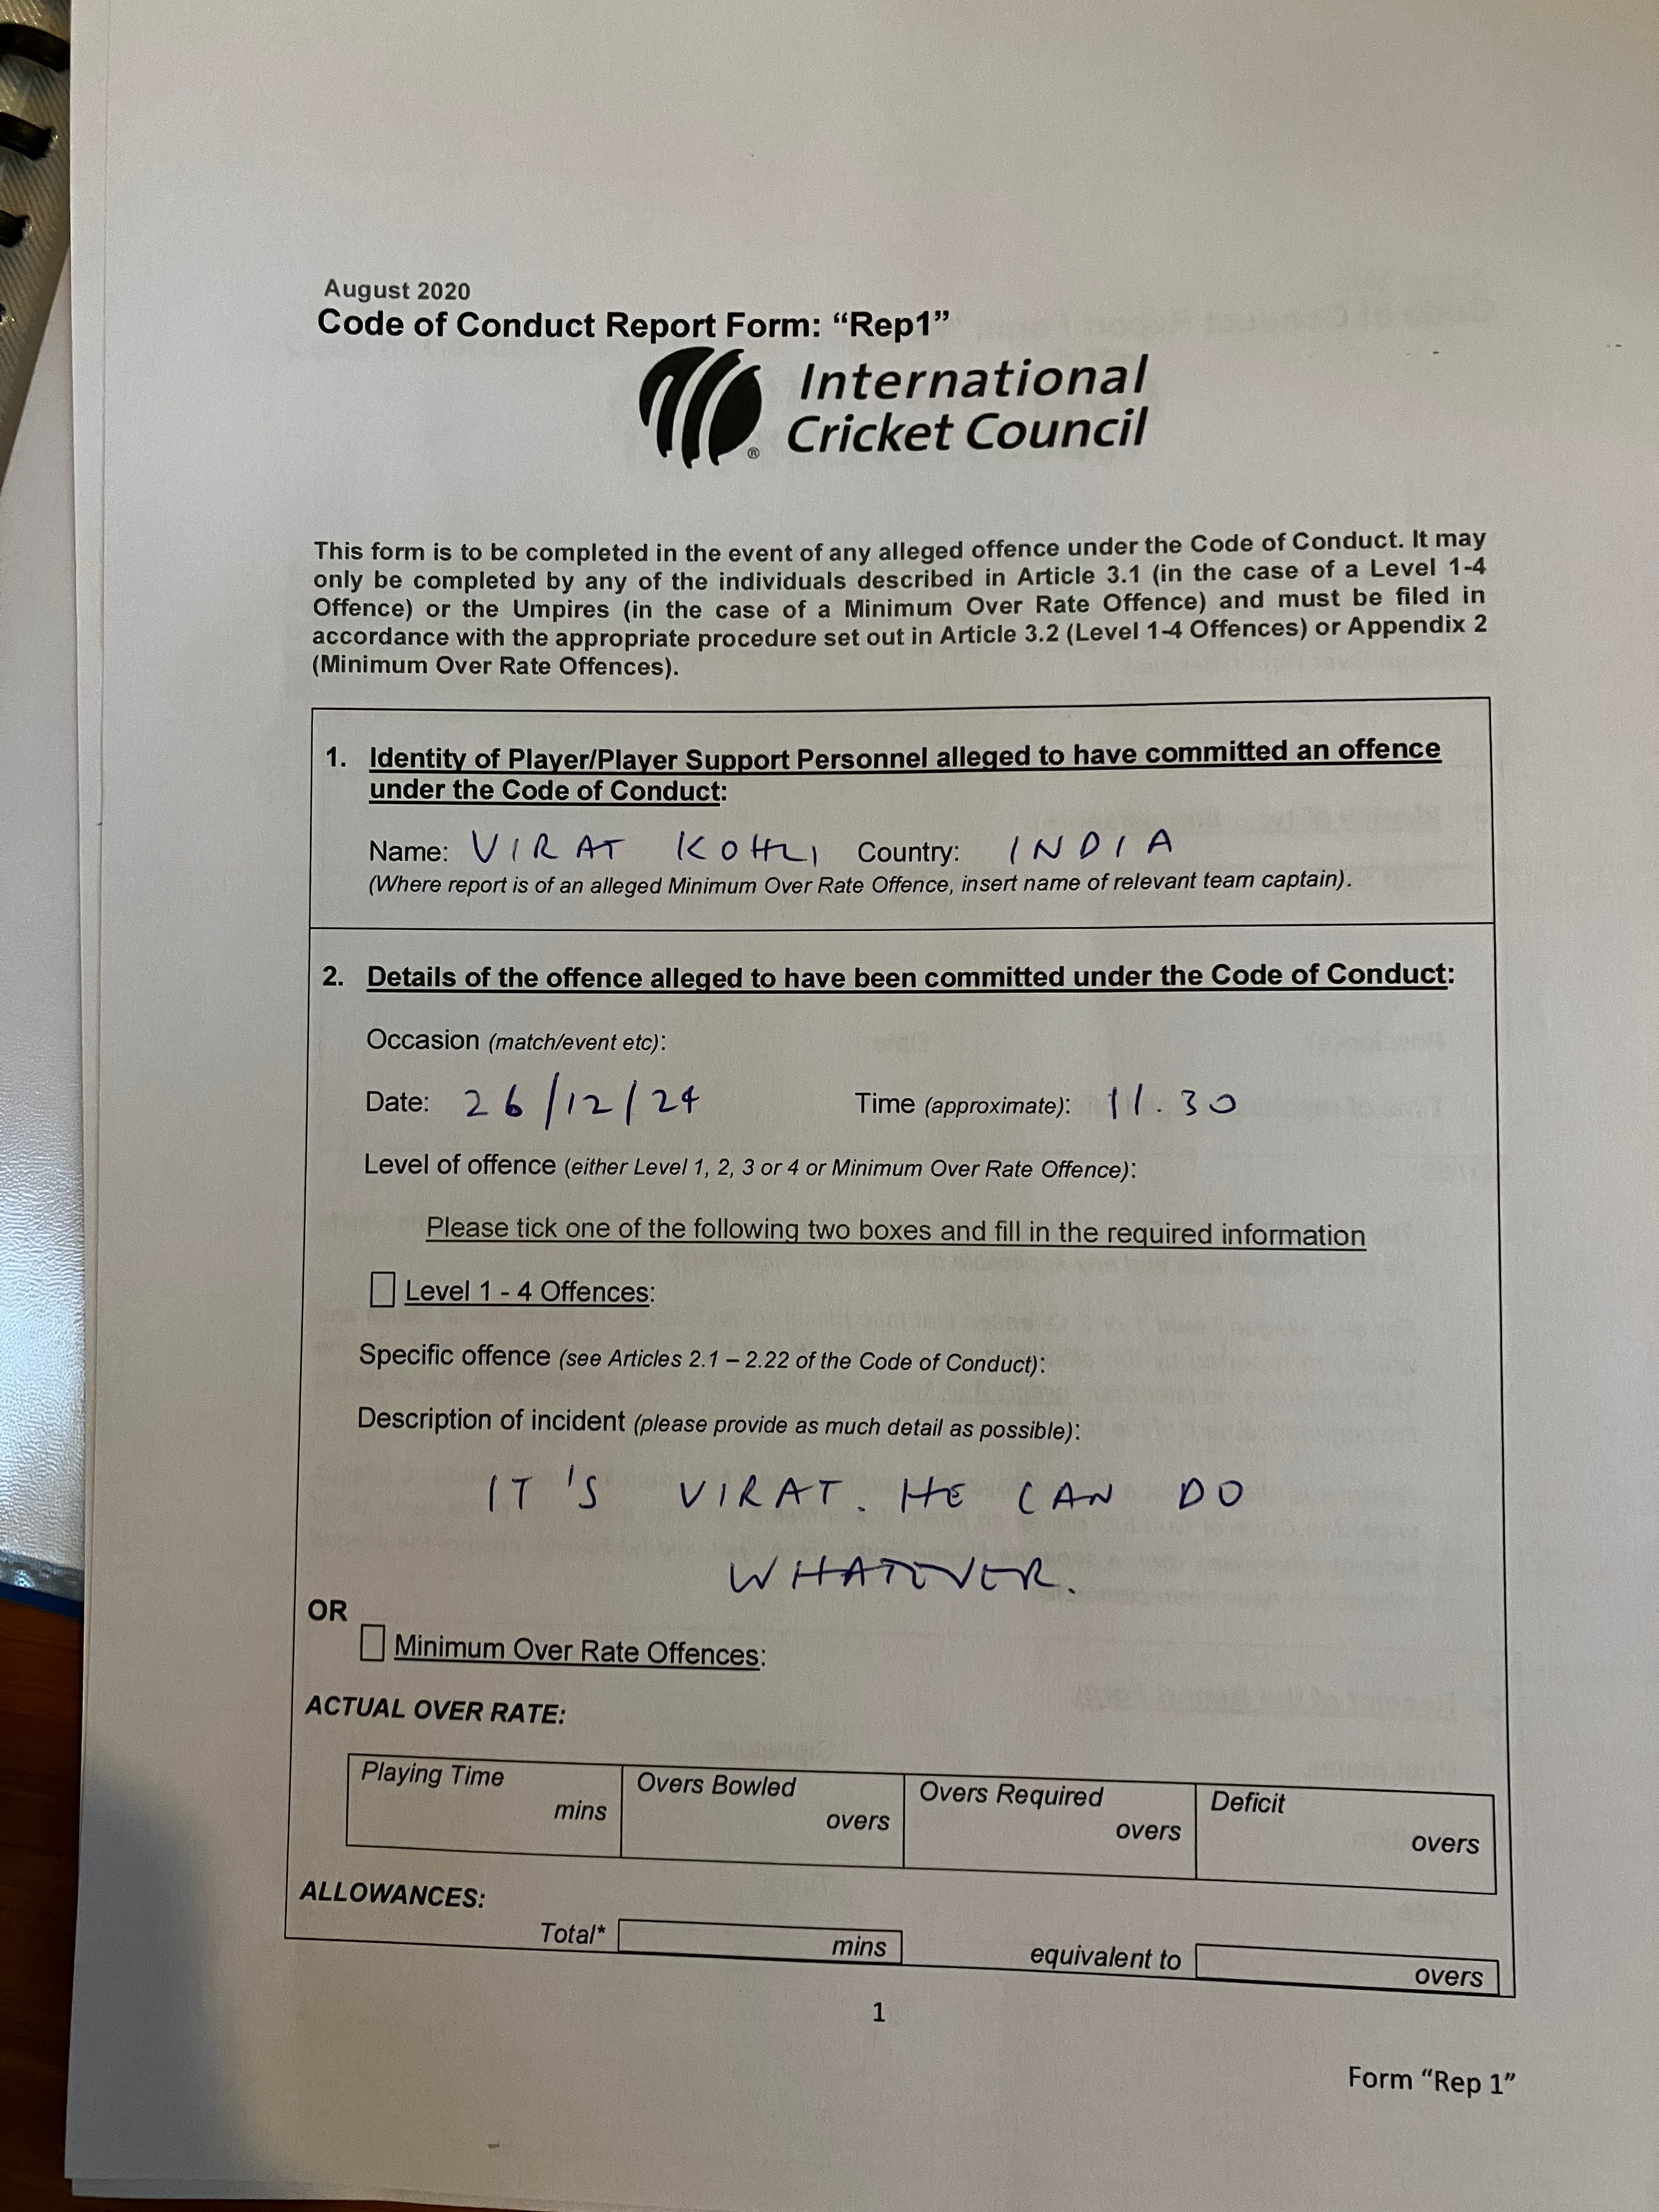 August 2020
Code of Conduct Report Form: “Rep1”
International
Cricket Council
®
This form is to be completed in the event of any alleged offence under the Code of Conduct. It may
only be completed by any of the individuals described in Article 3.1 (in the case of a Level 1-4
Offence) or the Umpires (in the case of a Minimum Over Rate Offence) and must be filed in
accordance with the appropriate procedure set out in Article 3.2 (Level 1-4 Offences) or Appendix 2
(Minimum Over Rate Offences).
1. Identity of Player/Player Support Personnel alleged to have committed an offence
under the Code of Conduct:
Name: VIRAT KOHLI Country: INDIA
(Where report is of an alleged Minimum Over Rate Offence, insert name of relevant team captain).
2. Details of the offence alleged to have been committed under the Code of Conduct:
Occasion (match/event etc):
Date: 26/12/24 Time (approximate): 11.30
Level of offence (either Level 1, 2, 3 or 4 or Minimum Over Rate Offence):
Please tick one of the following two boxes and fill in the required information
Level 1 - 4 Offences:
Specific offence (see Articles 2.1 – 2.22 of the Code of Conduct):
Description of incident (please provide as much detail as possible):
IT'S VIRAT. HE CAN DO
WHATEVER.
OR
Minimum Over Rate Offences:
ACTUAL OVER RATE:
Playing Time Overs Bowled Overs Required Deficit
mins overs overs overs
ALLOWANCES:
Total* mins equivalent to overs
1
Form “Rep 1”